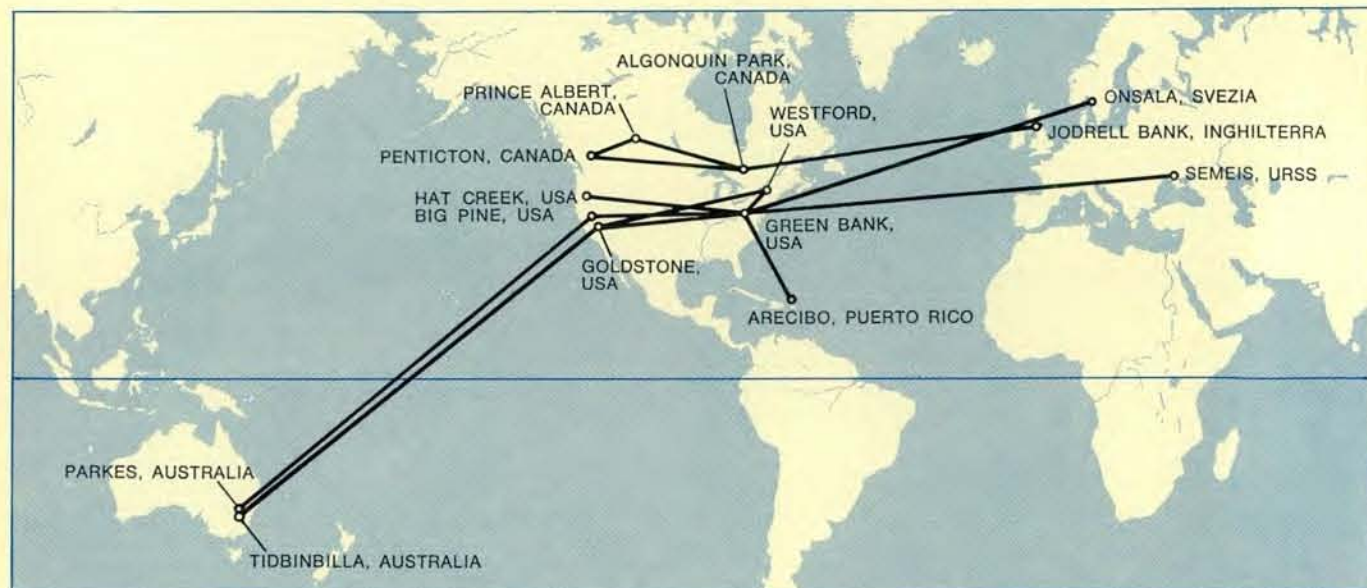 ALGONQUIN PARK,
CANADA
PRINCE ALBERT,
CANADA
WESTFORD,
USA
ONSALA, SVEZIA
JODRELL BANK, INGHILTERRA
PENTICTON, CANADA
SEMEIS, URSS
HAT CREEK, USA
BIG PINE, USA
GREEN BANK,
USA
GOLDSTONE,
USA
ARECIBO, PUERTO RICO
PARKES, AUSTRALIA
TIDBINBILLA, AUSTRALIA